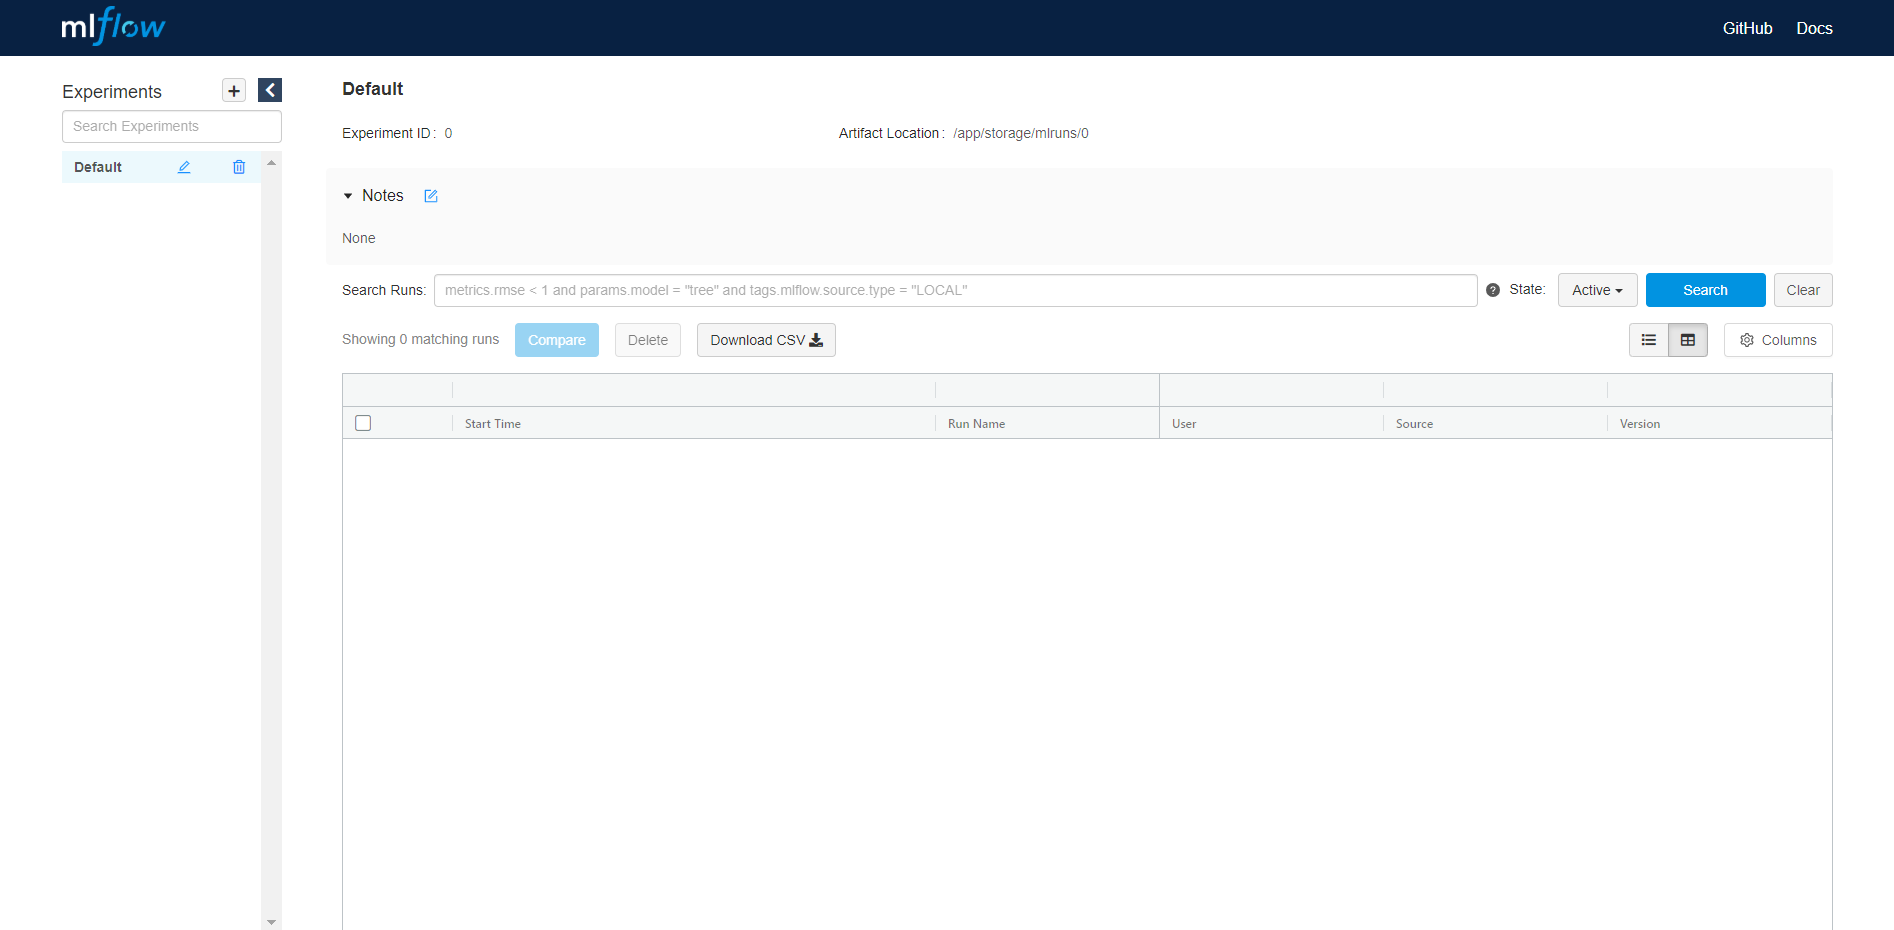 mlflow
GitHub Docs
Experiments
Search Experiments
Default
Default
Experiment ID : 0
Artifact Location : /app/storage/mlruns/0
Notes
None
Search Runs: metrics.rmse < 1 and params.model = "tree" and tags.mlflow.source.type = "LOCAL" ? State: Active Search Clear
Showing 0 matching runs Compare Delete Download CSV Columns
Start Time Run Name User Source Version